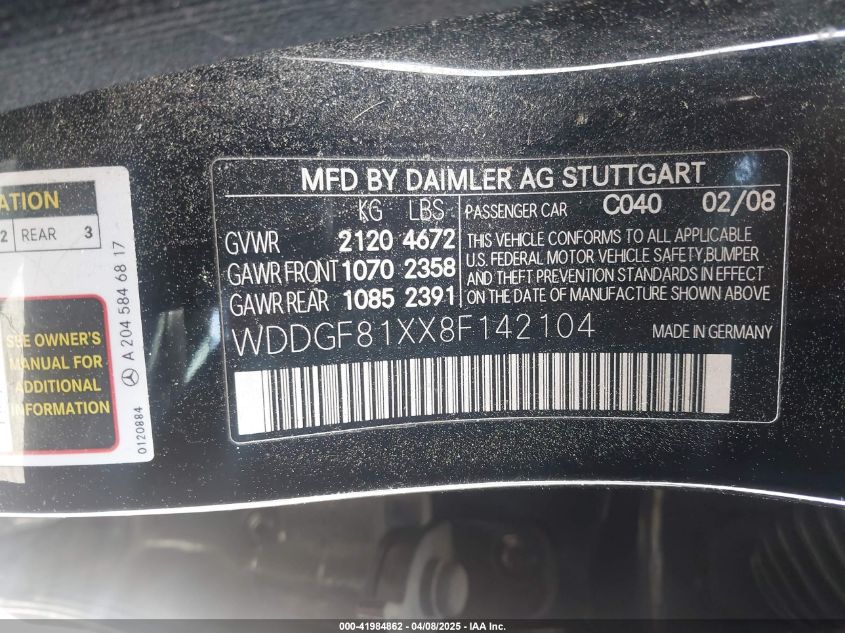 MFD BY DAIMLER AG STUTTGART
KG LBS
GVWR 2120 4672
GAWR FRONT 1070 2358
GAWR REAR 1085 2391
PASSENGER CAR C040 02/08
THIS VEHICLE CONFORMS TO ALL APPLICABLE
U.S. FEDERAL MOTOR VEHICLE SAFETY,BUMPER
AND THEFT PREVENTION STANDARDS IN EFFECT
ON THE DATE OF MANUFACTURE SHOWN ABOVE
WDDGF81XX8F142104
MADE IN GERMANY
2 REAR 3
SEE OWNER'S
MANUAL FOR
ADDITIONAL
INFORMATION
A 204 584 68 17
0120884
000-41984862 - 04/08/2025 - IAA Inc.